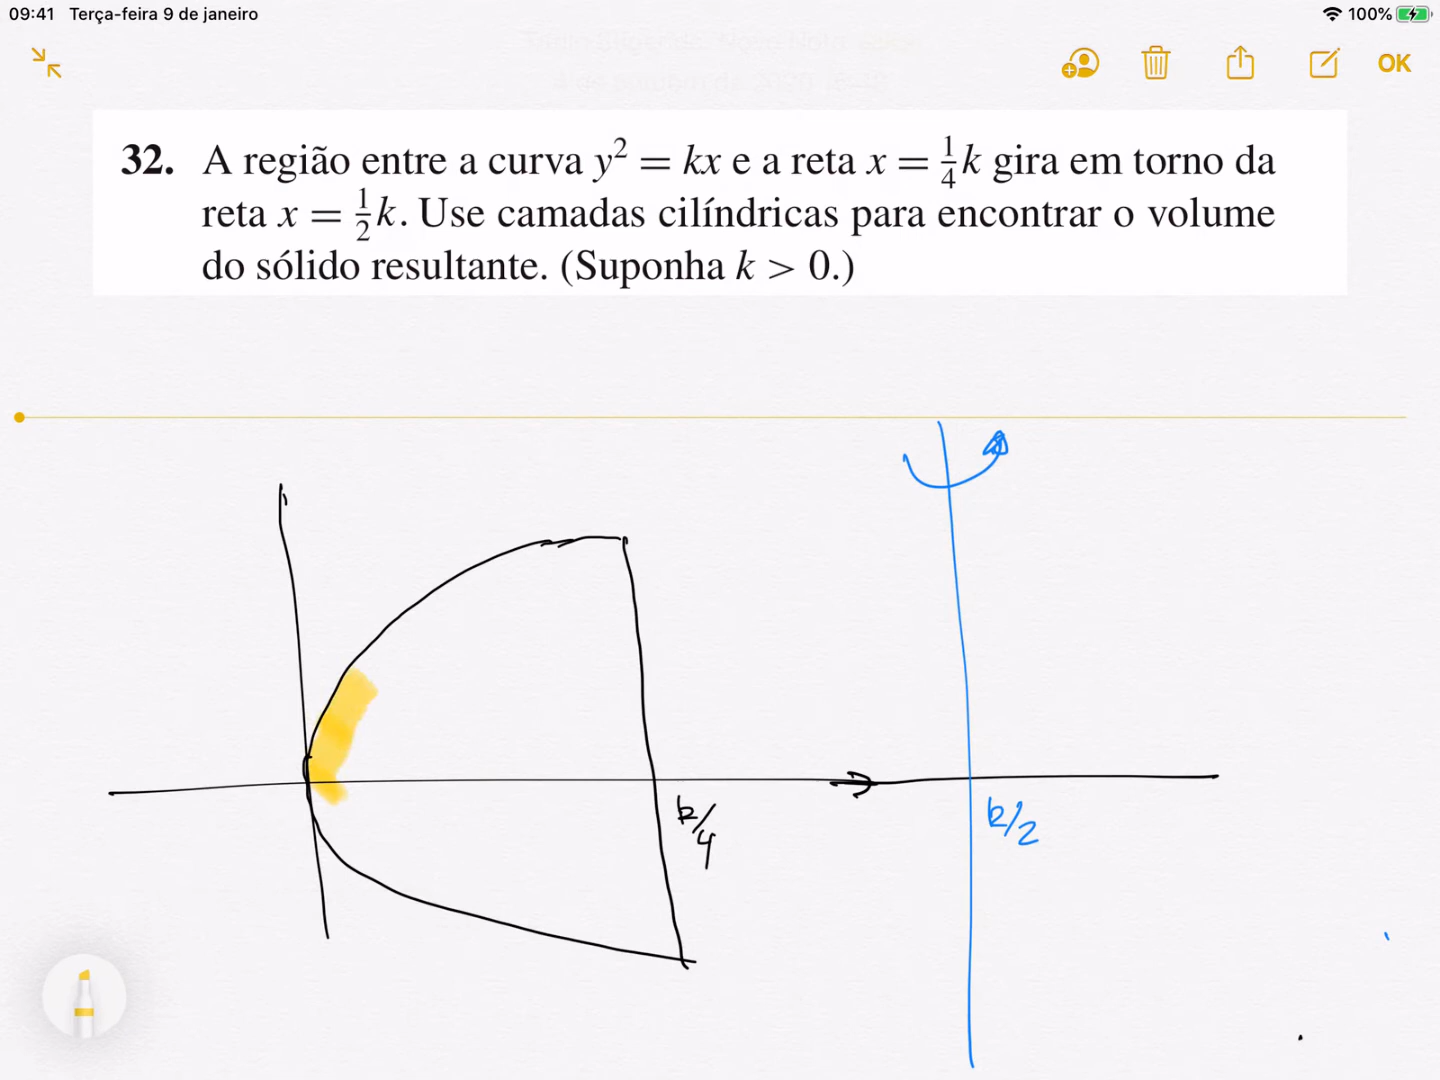 09:41 Terça-feira 9 de janeiro
100%
OK
32. A região entre a curva y² = kx e a reta x = ¼k gira em torno da
reta x = ½k. Use camadas cilíndricas para encontrar o volume
do sólido resultante. (Suponha k > 0.)
k/4
k/2